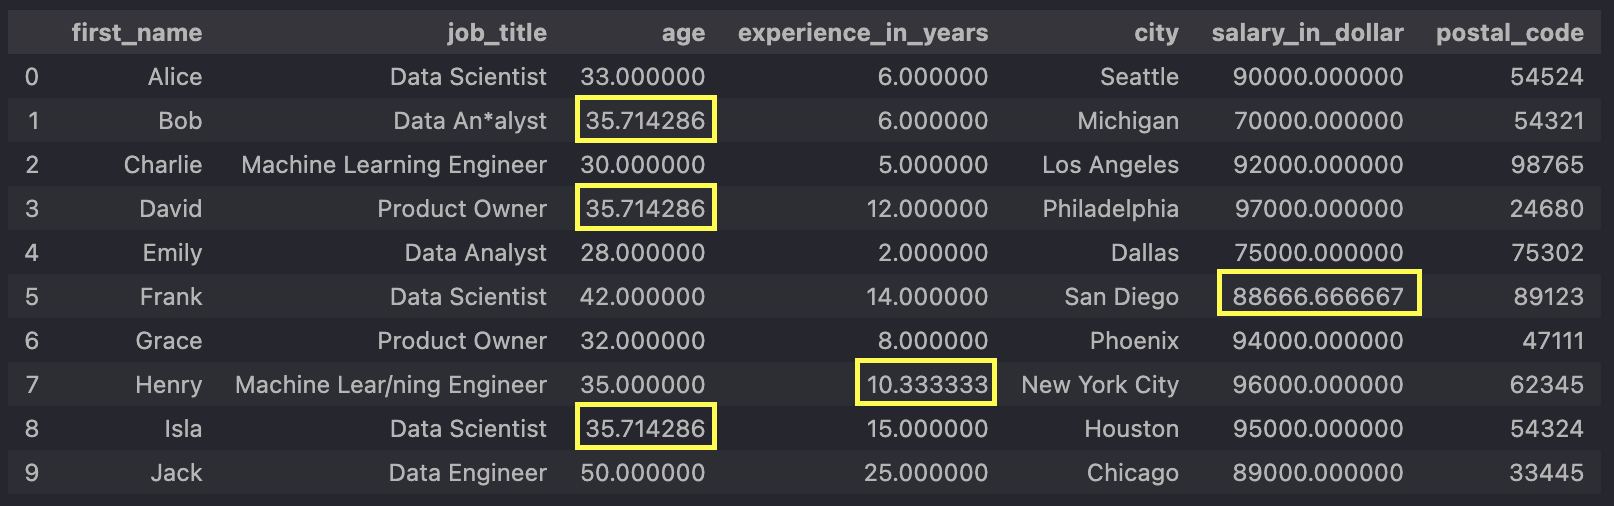 first_name job_title age experience_in_years city salary_in_dollar postal_code
0 Alice Data Scientist 33.000000 6.000000 Seattle 90000.000000 54524
1 Bob Data An*alyst 35.714286 6.000000 Michigan 70000.000000 54321
2 Charlie Machine Learning Engineer 30.000000 5.000000 Los Angeles 92000.000000 98765
3 David Product Owner 35.714286 12.000000 Philadelphia 97000.000000 24680
4 Emily Data Analyst 28.000000 2.000000 Dallas 75000.000000 75302
5 Frank Data Scientist 42.000000 14.000000 San Diego 88666.666667 89123
6 Grace Product Owner 32.000000 8.000000 Phoenix 94000.000000 47111
7 Henry Machine Lear/ning Engineer 35.000000 10.333333 New York City 96000.000000 62345
8 Isla Data Scientist 35.714286 15.000000 Houston 95000.000000 54324
9 Jack Data Engineer 50.000000 25.000000 Chicago 89000.000000 33445